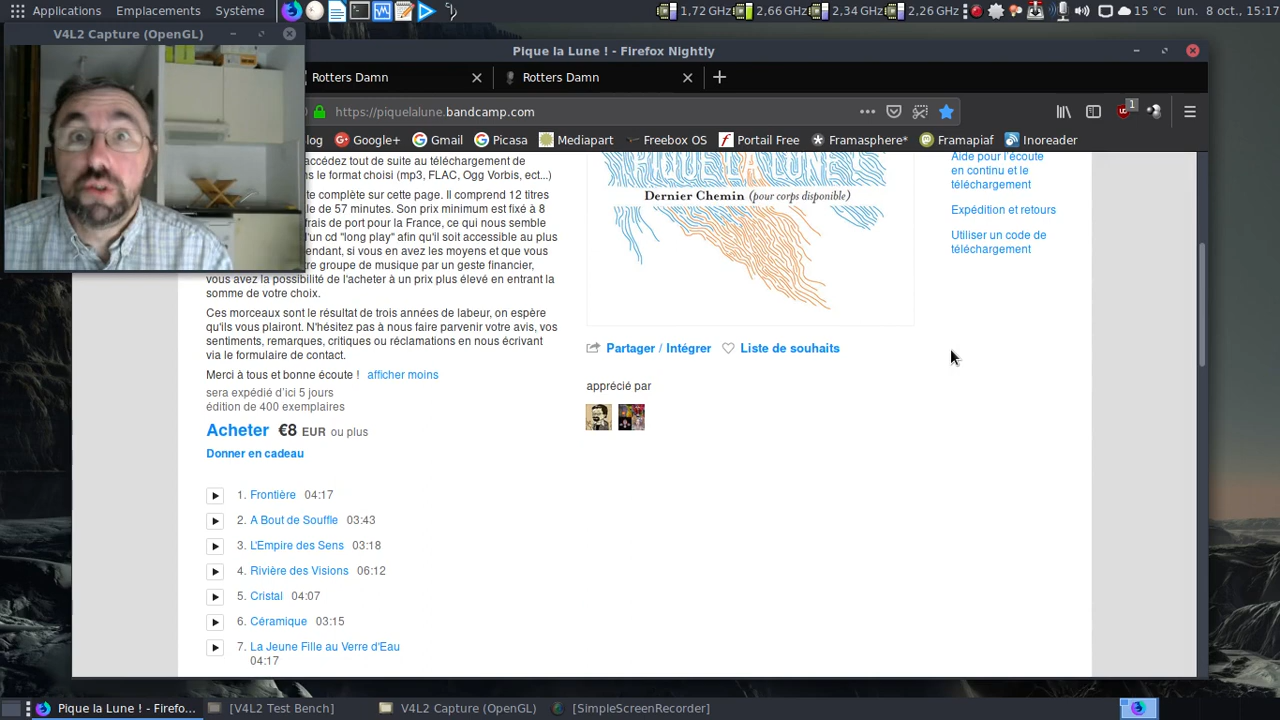 Applications Emplacements Système 1,72 GHz 2,66 GHz 2,34 GHz 2,26 GHz 15 °C lun. 8 oct., 15:17
V4L2 Capture (OpenGL)
Pique la Lune ! - Firefox Nightly
Rotters Damn Rotters Damn
https://piquelalune.bandcamp.com
log Google+ Gmail Picasa Mediapart Freebox OS Portail Free Framasphere* Framapiaf Inoreader
accédez tout de suite au téléchargement de
ns le format choisi (mp3, FLAC, Ogg Vorbis, ect...)
te complète sur cette page. Il comprend 12 titres
le de 57 minutes. Son prix minimum est fixé à 8
frais de port pour la France, ce qui nous semble
d'un cd "long play" afin qu'il soit accessible au plus
endant, si vous en avez les moyens et que vous
tre groupe de musique par un geste financier,
vous avez la possibilité de l'acheter à un prix plus élevé en entrant la
somme de votre choix.
Ces morceaux sont le résultat de trois années de labeur, on espère
qu'ils vous plairont. N'hésitez pas à nous faire parvenir votre avis, vos
sentiments, remarques, critiques ou réclamations en nous écrivant
via le formulaire de contact.
Merci à tous et bonne écoute ! afficher moins
sera expédié d'ici 5 jours
édition de 400 exemplaires
Acheter €8 EUR ou plus
Donner en cadeau
1. Frontière 04:17
2. A Bout de Souffle 03:43
3. L'Empire des Sens 03:18
4. Rivière des Visions 06:12
5. Cristal 04:07
6. Céramique 03:15
7. La Jeune Fille au Verre d'Eau
04:17
PIQUE LA LUNE
Dernier Chemin (pour corps disponible)
Partager / Intégrer Liste de souhaits
apprécié par
Aide pour l'écoute
en continu et le
téléchargement
Expédition et retours
Utiliser un code de
téléchargement
Pique la Lune ! - Firefo... [V4L2 Test Bench] V4L2 Capture (OpenGL) [SimpleScreenRecorder]